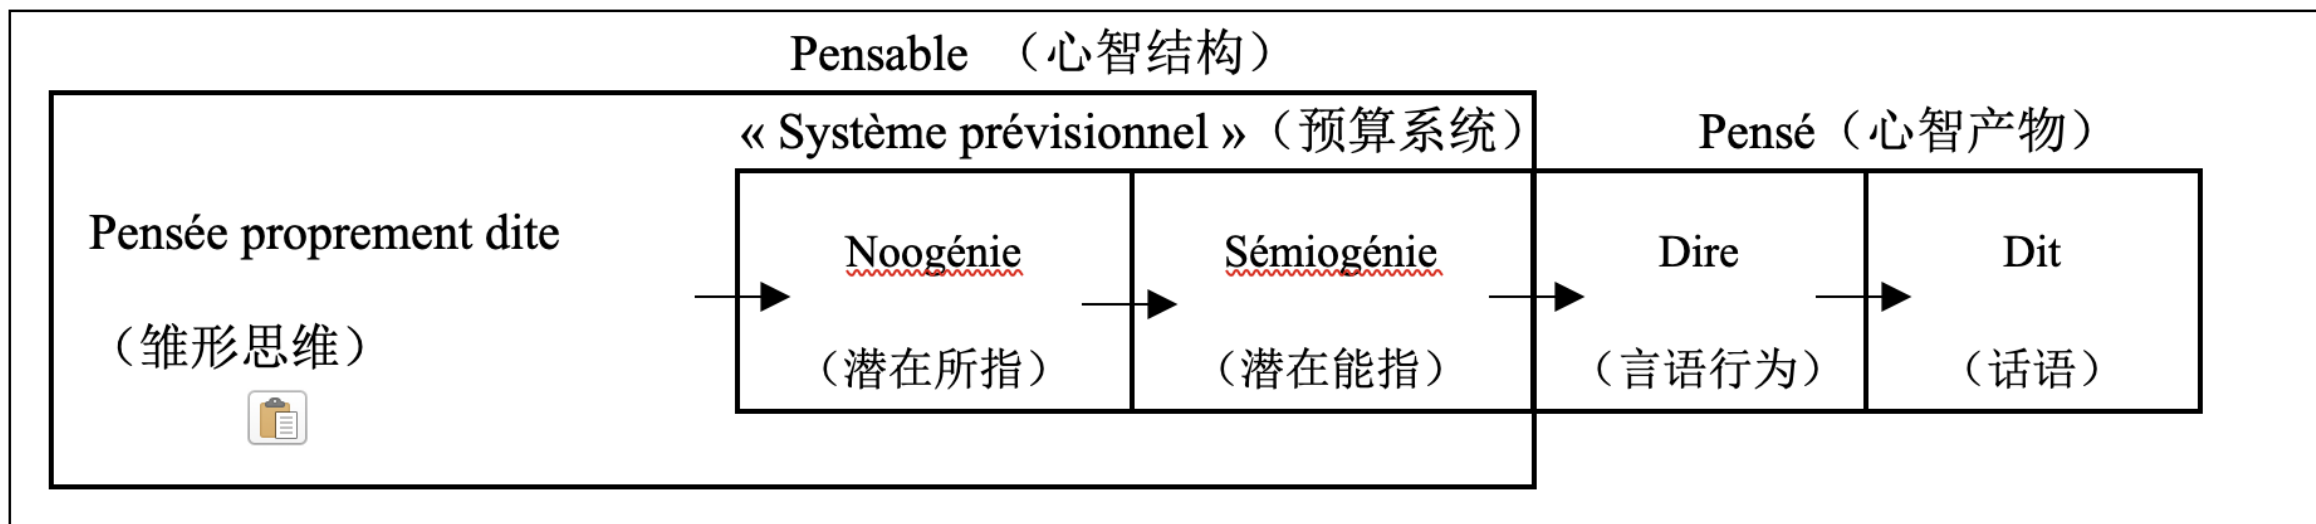 Pensable （心智结构）
« Système prévisionnel »（预算系统）
Pensé（心智产物）
Pensée proprement dite
（雏形思维）
Noogénie
（潜在所指）
Sémiogénie
（潜在能指）
Dire
（言语行为）
Dit
（话语）